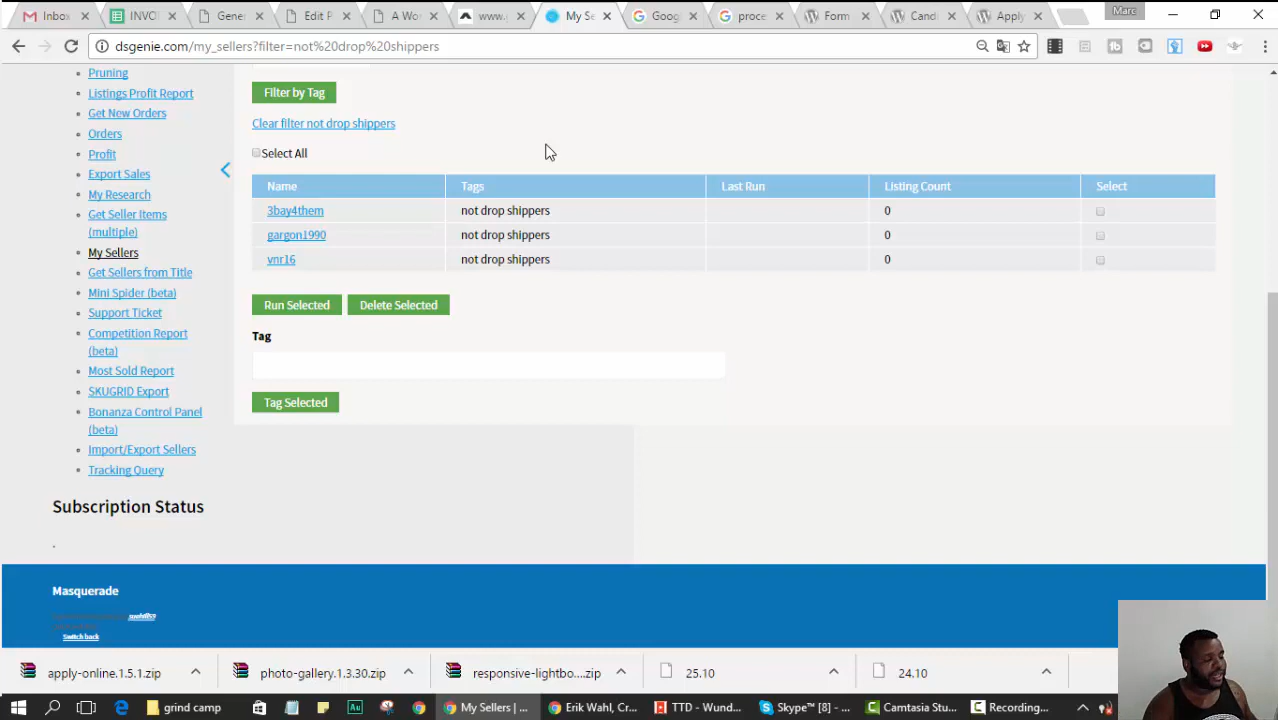 Inbox
INVO
Gener
Edit P
A Wo
www.j
My Se
Googl
proce
Form
Candl
Apply
Marc
dsgenie.com/my_sellers?filter=not%20drop%20shippers
Pruning
Listings Profit Report
Get New Orders
Orders
Profit
Export Sales
My Research
Get Seller Items
(multiple)
My Sellers
Get Sellers from Title
Mini Spider (beta)
Support Ticket
Competition Report
(beta)
Most Sold Report
SKUGRID Export
Bonanza Control Panel
(beta)
Import/Export Sellers
Tracking Query
Subscription Status
Filter by Tag
Clear filter not drop shippers
Select All
Name Tags Last Run Listing Count Select
3bay4them not drop shippers 0
gargon1990 not drop shippers 0
vnr16 not drop shippers 0
Run Selected Delete Selected
Tag
Tag Selected
Masquerade
Switch back
apply-online.1.5.1.zip
photo-gallery.1.3.30.zip
responsive-lightbo....zip
25.10
24.10
grind camp
My Sellers | ...
Erik Wahl, Cr...
TTD - Wund...
Skype™ [8] - ...
Camtasia Stu...
Recording...